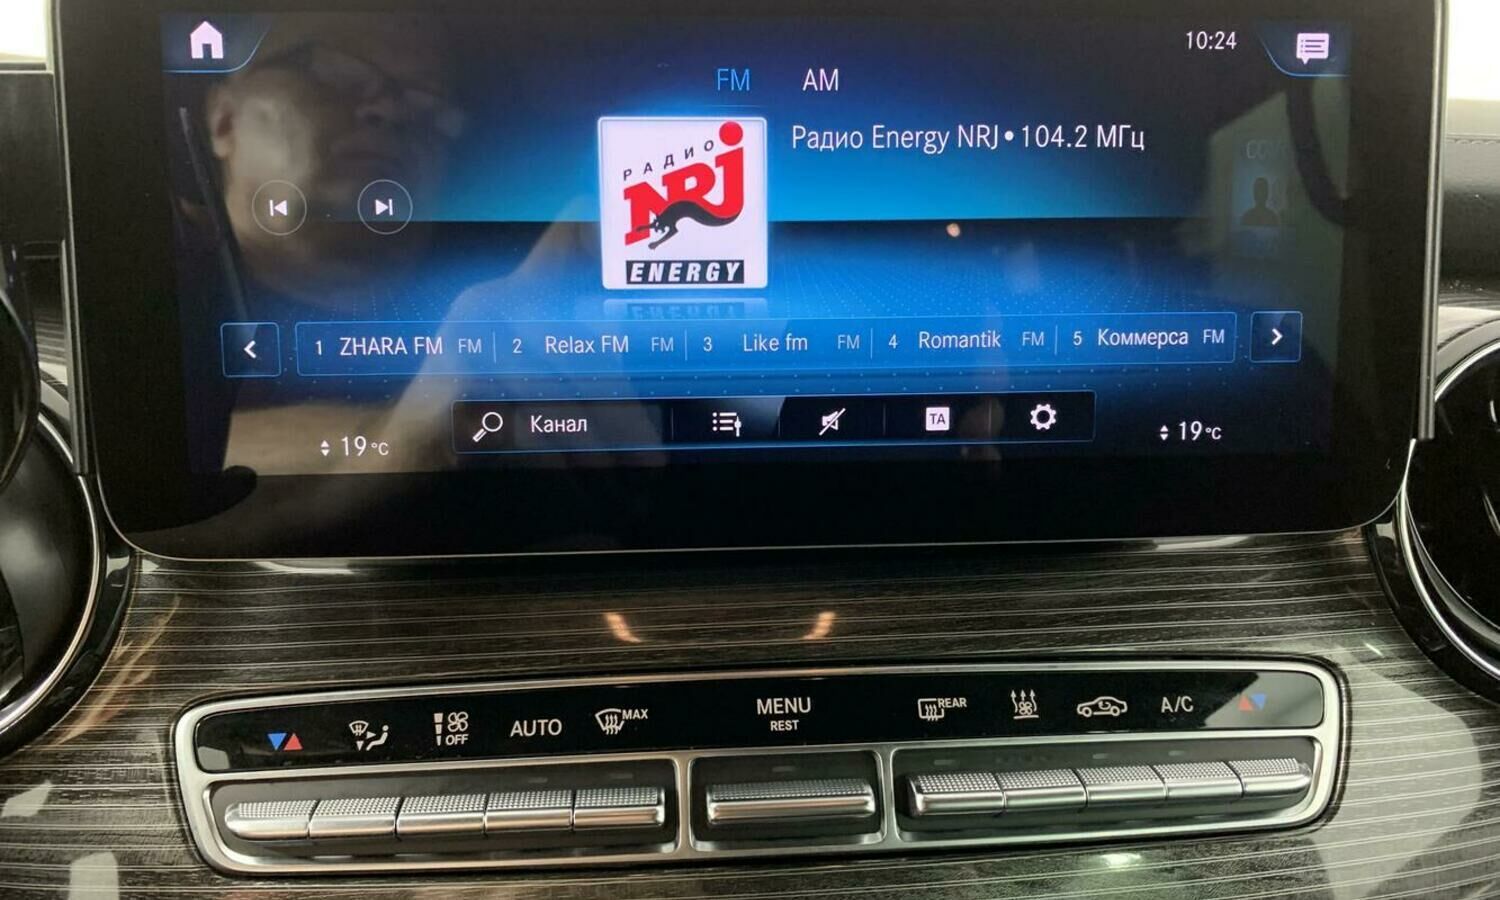 10:24
FM AM
Радио Energy NRJ • 104.2 МГц
РАДИО
NRJ
ENERGY
1 ZHARA FM FM 2 Relax FM FM 3 Like fm FM 4 Romantik FM 5 Коммерса FM
Канал TA
19°C 19°C
OFF AUTO MAX MENU REST REAR A/C